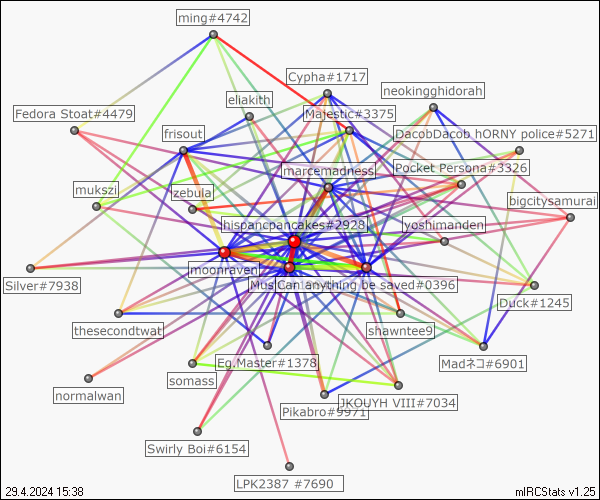 ming#4742
Cypha#1717
neokingghidorah
eliakith
Fedora Stoat#4479
Majestic#3375
frisout
DacobDacob hORNY police#5271
marcemadness
Pocket Persona#3326
mukszi
zebula
bigcitysamurai
hispancpancakes#2928
yoshimanden
moonraven
Silver#7938
Mus
Can anything be saved#0396
Duck#1245
thesecondtwat
shawntee9
Eg.Master#1378
Madネコ#6901
somass
normalwan
JKOUYH VIII#7034
Pikabro#9971
Swirly Boi#6154
LPK2387 #7690
29.4.2024 15:38
mIRCStats v1.25